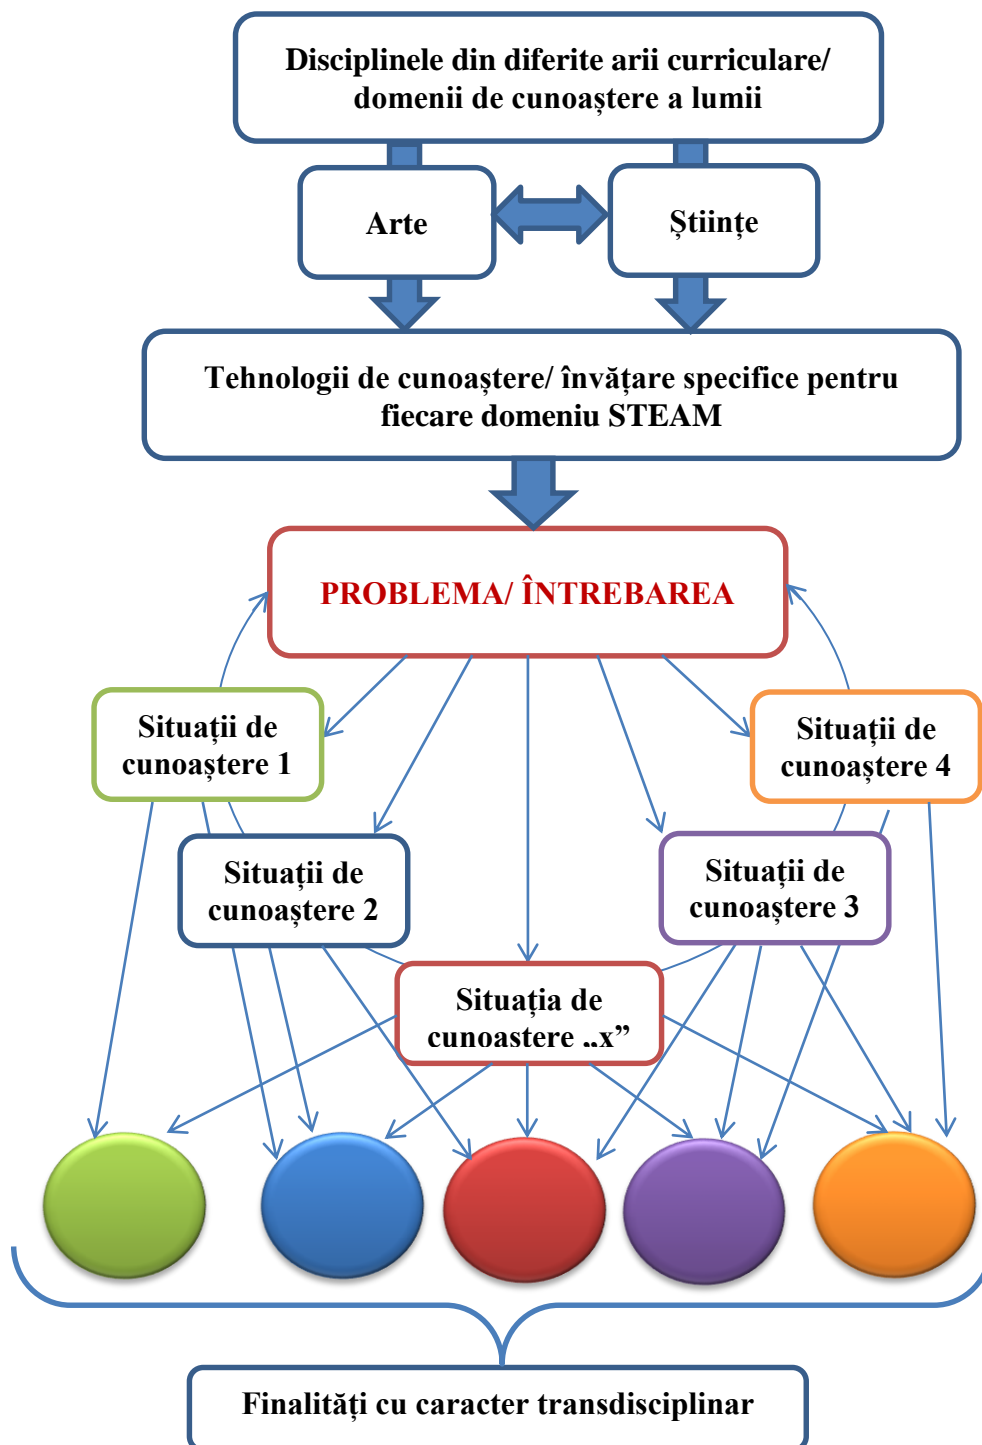 Disciplinele din diferite arii curriculare/
domenii de cunoaștere a lumii
Arte
Științe
Tehnologii de cunoaștere/ învățare specifice pentru
fiecare domeniu STEAM
PROBLEMA/ ÎNTREBAREA
Situații de
cunoaștere 1
Situații de
cunoaștere 4
Situații de
cunoaștere 2
Situații de
cunoaștere 3
Situația de
cunoastere „x”
Finalități cu caracter transdisciplinar